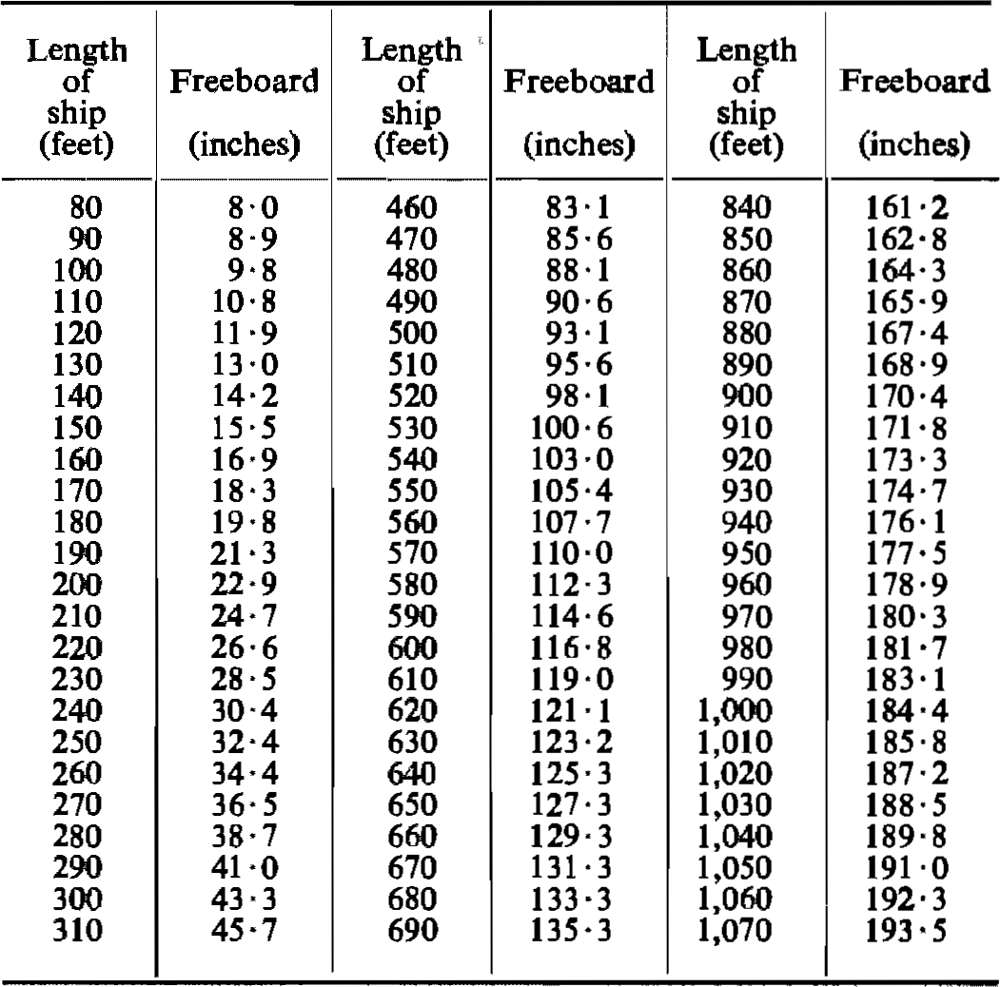 Length Length Length
of Freeboard of Freeboard of Freeboard
ship ship ship
(feet) (inches) (feet) (inches) (feet) (inches)
80 8·0 460 83·1 840 161·2
90 8·9 470 85·6 850 162·8
100 9·8 480 88·1 860 164·3
110 10·8 490 90·6 870 165·9
120 11·9 500 93·1 880 167·4
130 13·0 510 95·6 890 168·9
140 14·2 520 98·1 900 170·4
150 15·5 530 100·6 910 171·8
160 16·9 540 103·0 920 173·3
170 18·3 550 105·4 930 174·7
180 19·8 560 107·7 940 176·1
190 21·3 570 110·0 950 177·5
200 22·9 580 112·3 960 178·9
210 24·7 590 114·6 970 180·3
220 26·6 600 116·8 980 181·7
230 28·5 610 119·0 990 183·1
240 30·4 620 121·1 1,000 184·4
250 32·4 630 123·2 1,010 185·8
260 34·4 640 125·3 1,020 187·2
270 36·5 650 127·3 1,030 188·5
280 38·7 660 129·3 1,040 189·8
290 41·0 670 131·3 1,050 191·0
300 43·3 680 133·3 1,060 192·3
310 45·7 690 135·3 1,070 193·5